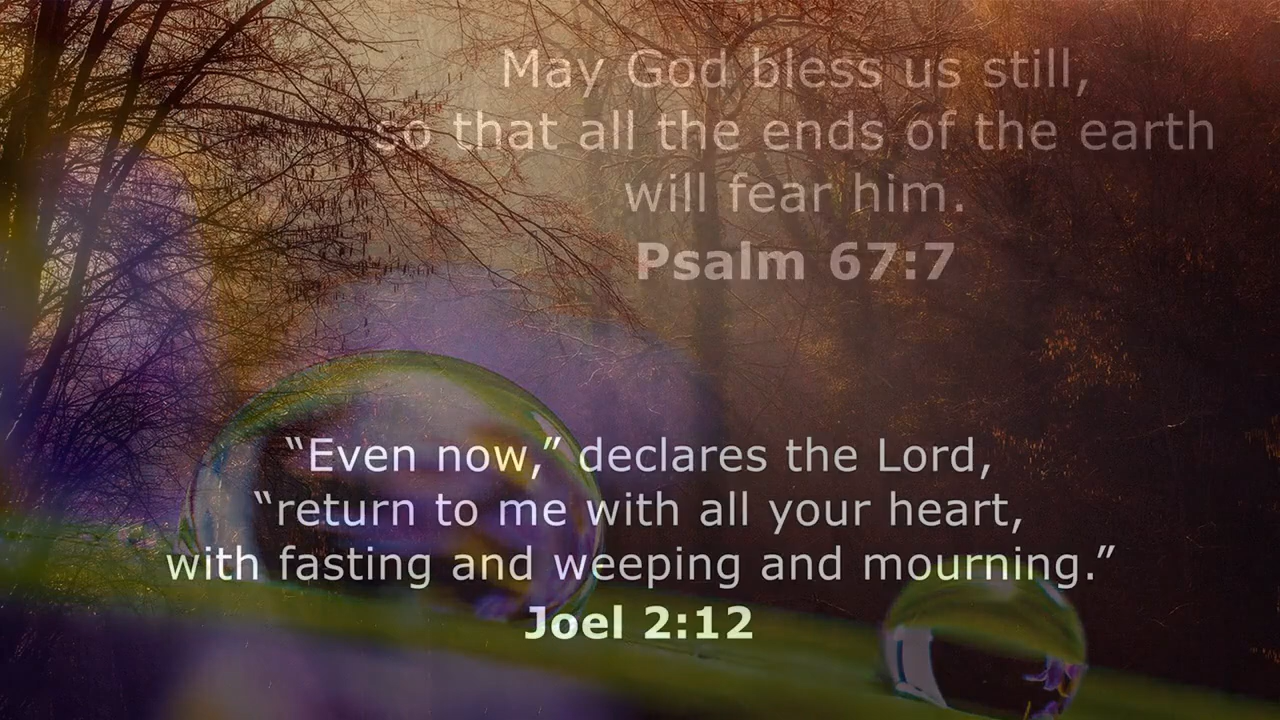 May God bless us still,
so that all the ends of the earth
will fear him.
Psalm 67:7
“Even now,” declares the Lord,
“return to me with all your heart,
with fasting and weeping and mourning.”
Joel 2:12